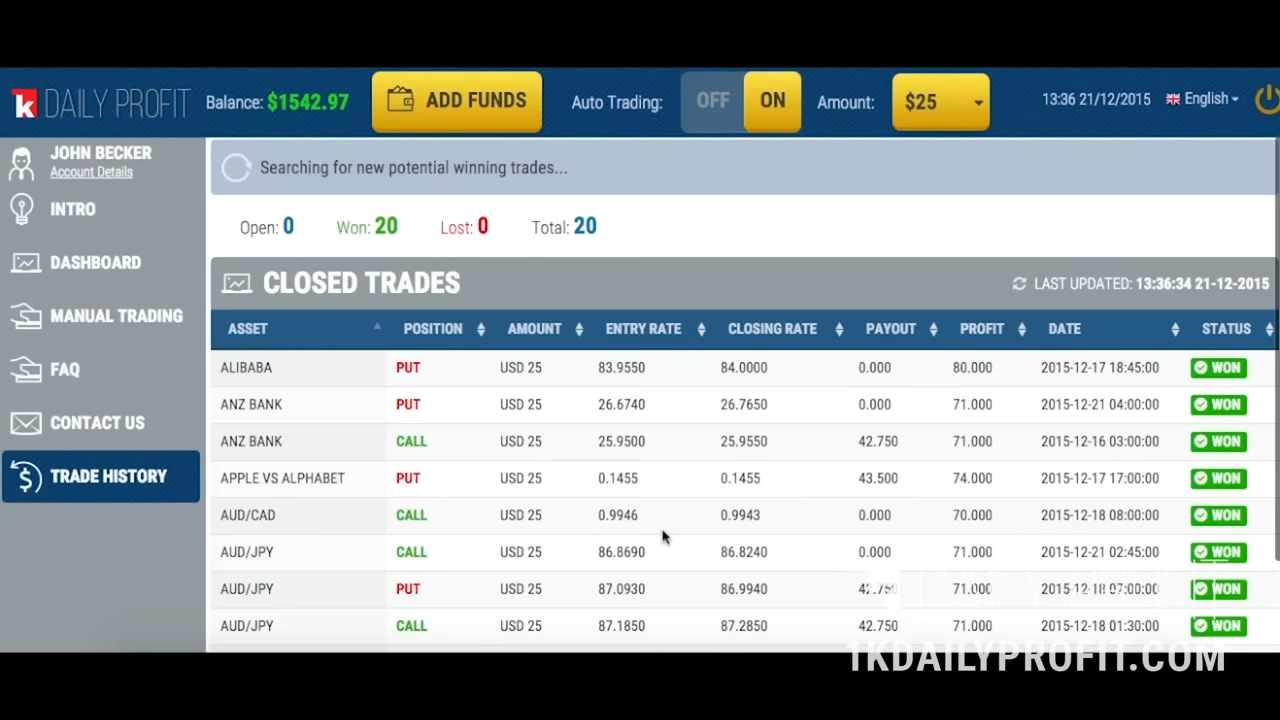 k DAILY PROFIT Balance: $1542.97 ADD FUNDS Auto Trading: OFF ON Amount: $25 13:36 21/12/2015 English
JOHN BECKER
Account Details
INTRO
DASHBOARD
MANUAL TRADING
FAQ
CONTACT US
TRADE HISTORY
Searching for new potential winning trades...
Open: 0 Won: 20 Lost: 0 Total: 20
CLOSED TRADES LAST UPDATED: 13:36:34 21-12-2015
ASSET POSITION AMOUNT ENTRY RATE CLOSING RATE PAYOUT PROFIT DATE STATUS
ALIBABA PUT USD 25 83.9550 84.0000 0.000 80.000 2015-12-17 18:45:00 WON
ANZ BANK PUT USD 25 26.6740 26.7650 0.000 71.000 2015-12-21 04:00:00 WON
ANZ BANK CALL USD 25 25.9500 25.9550 42.750 71.000 2015-12-16 03:00:00 WON
APPLE VS ALPHABET PUT USD 25 0.1455 0.1455 43.500 74.000 2015-12-17 17:00:00 WON
AUD/CAD CALL USD 25 0.9946 0.9943 0.000 70.000 2015-12-18 08:00:00 WON
AUD/JPY CALL USD 25 86.8690 86.8240 0.000 71.000 2015-12-21 02:45:00 WON
AUD/JPY PUT USD 25 87.0930 86.9940 42.750 71.000 2015-12-18 07:00:00 WON
AUD/JPY CALL USD 25 87.1850 87.2850 42.750 71.000 2015-12-18 01:30:00 WON
1KDAILYPROFIT.COM